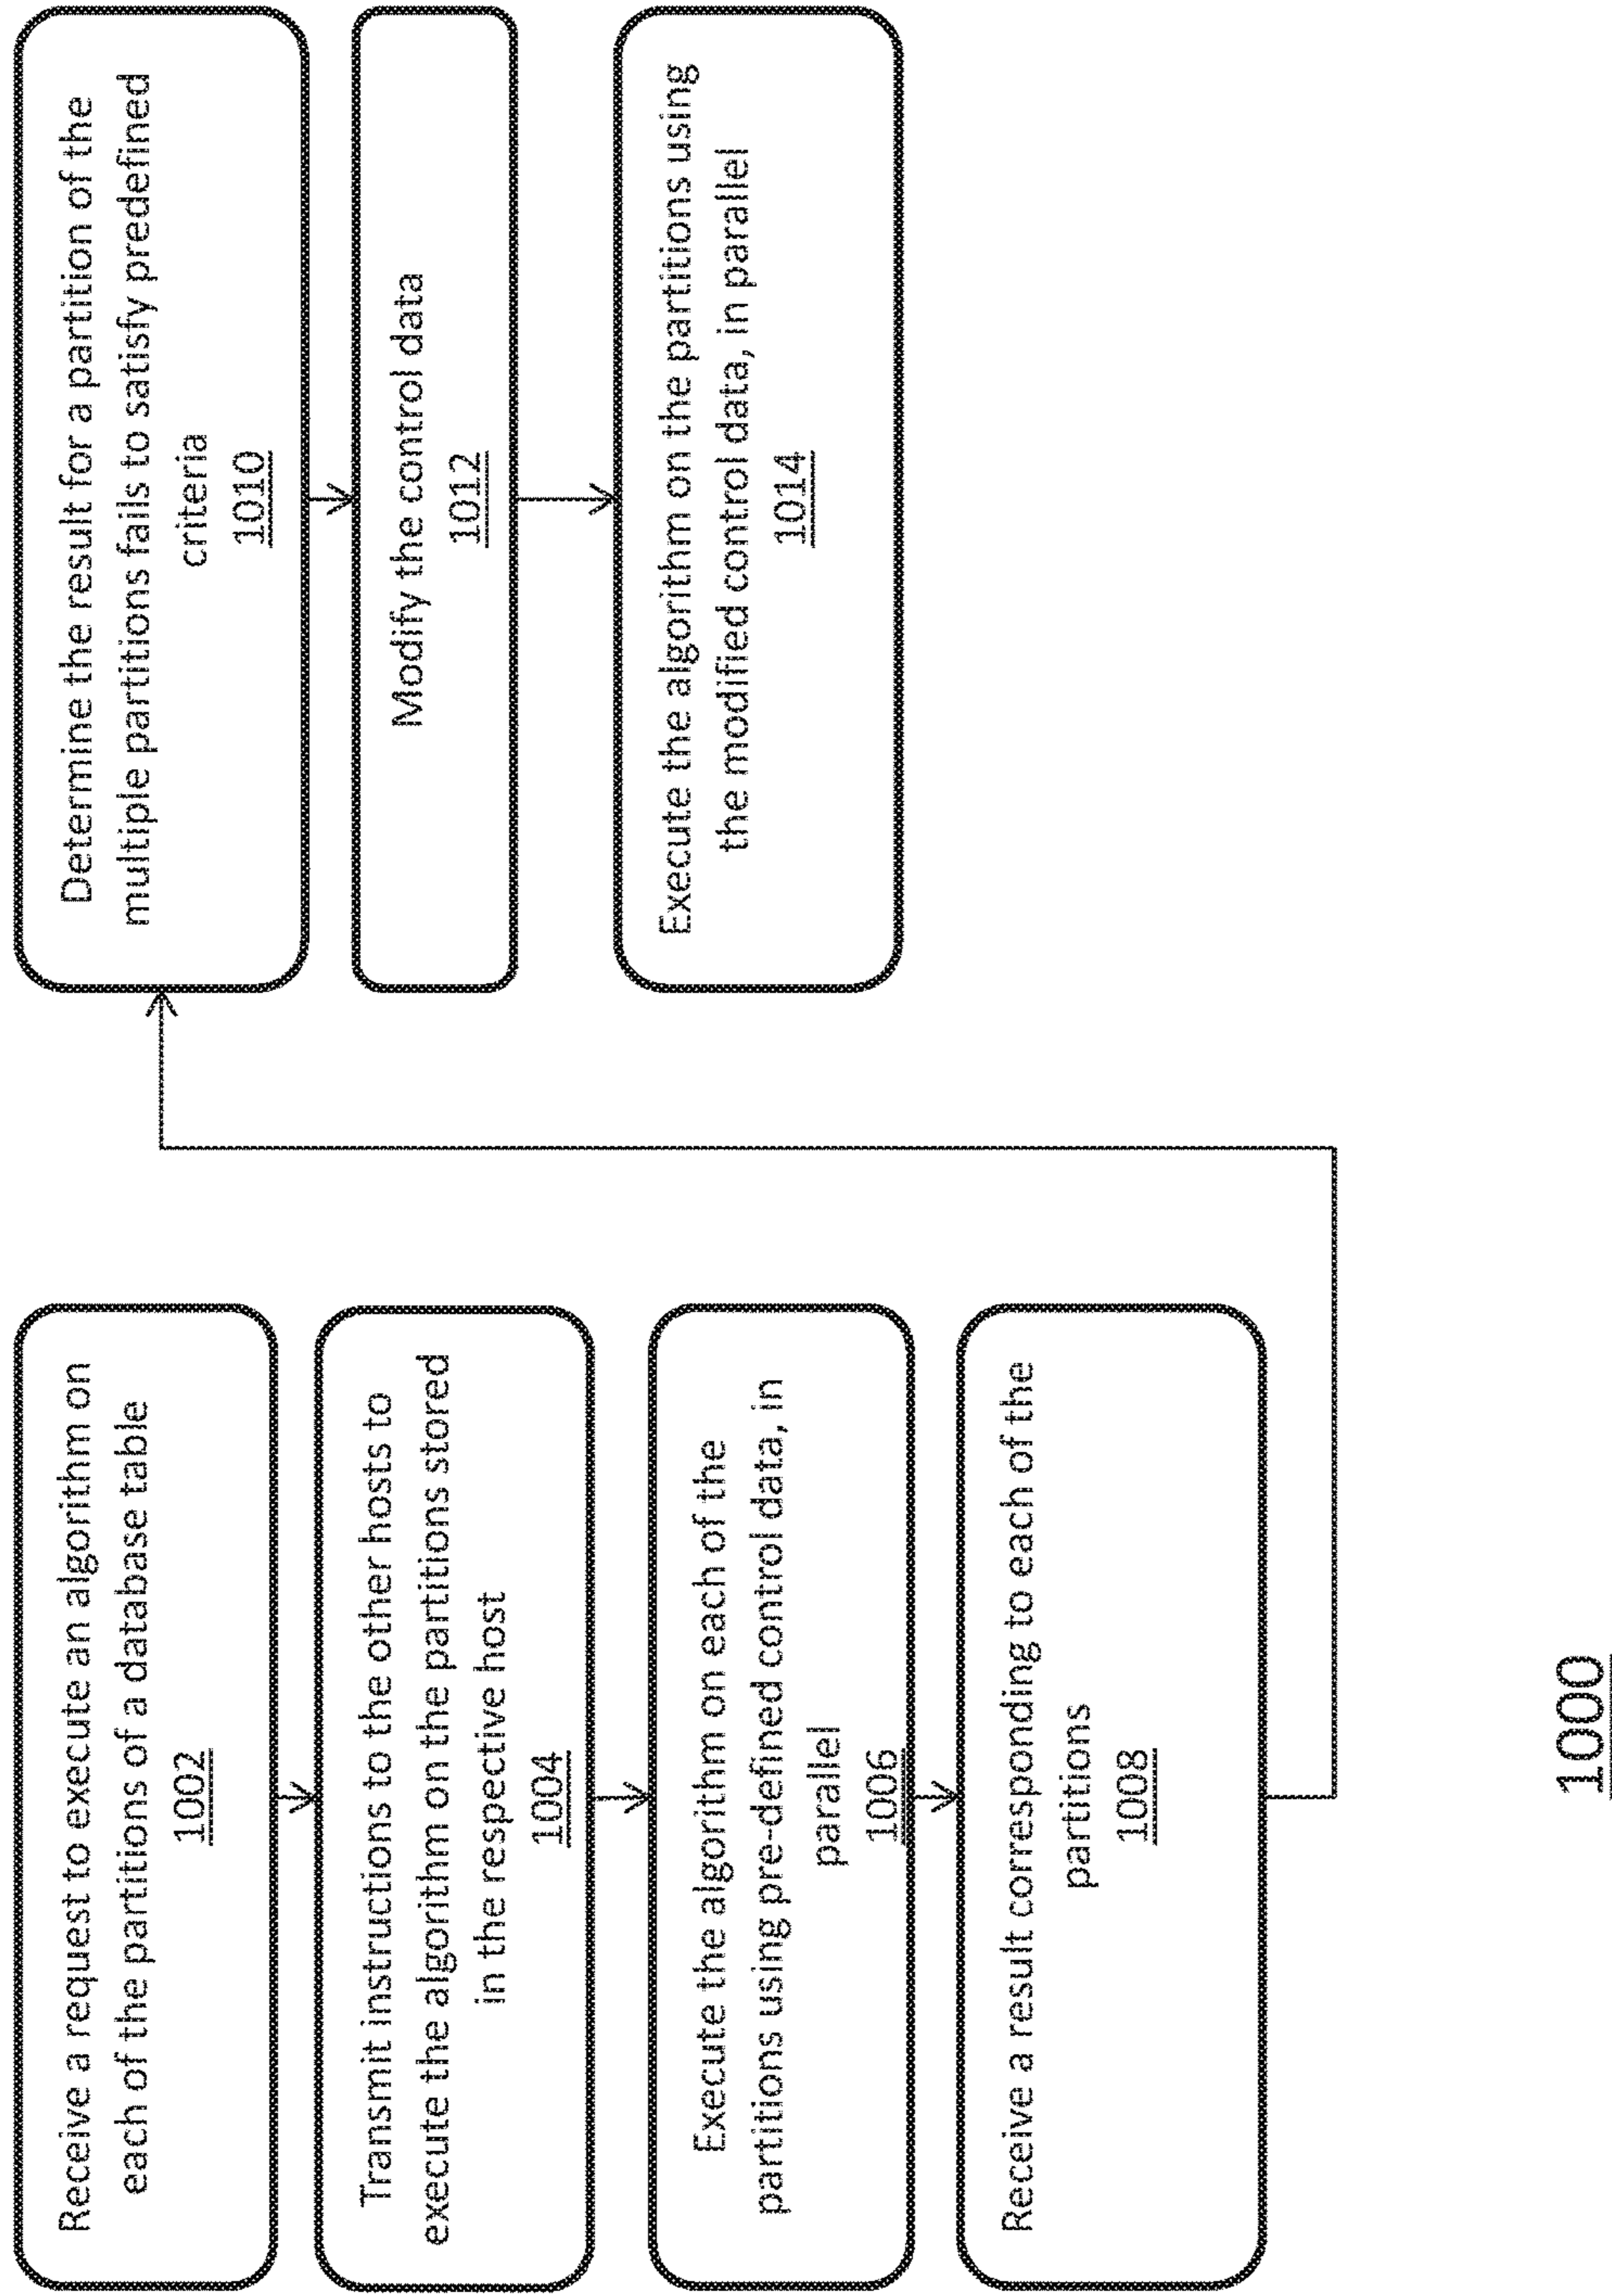 Receive a request to execute an algorithm on
each of the partitions of a database table
1002
Transmit instructions to the other hosts to
execute the algorithm on the partitions stored
in the respective host
1004
Execute the algorithm on each of the
partitions using pre-defined control data, in
parallel
1006
Receive a result corresponding to each of the
partitions
1008
Determine the result for a partition of the
multiple partitions fails to satisfy predefined
criteria
1010
Modify the control data
1012
Execute the algorithm on the partitions using
the modified control data, in parallel
1014
1000